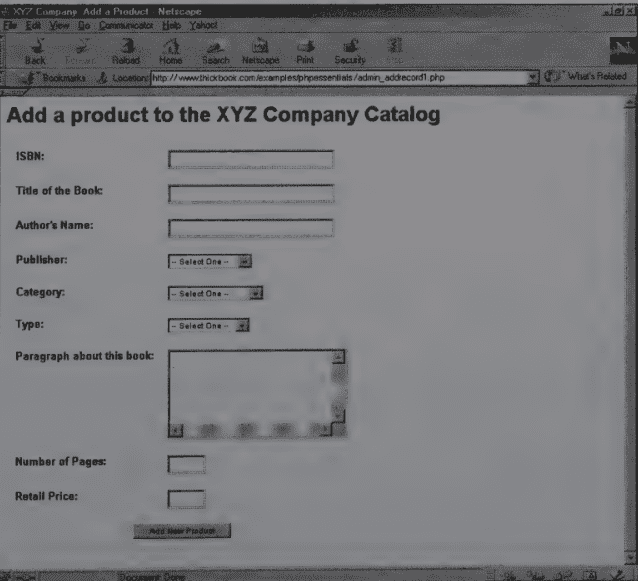 XYZ Company Add a Product - Netscape
File Edit View Go Communicator Help Yahoo!
Back Forward Reload Home Search Netscape Print Security Stop
Bookmarks Location: http://www.thickbook.com/examples/phpessentials/admin_addrecord1.php What's Related
Add a product to the XYZ Company Catalog
ISBN:
Title of the Book:
Author's Name:
Publisher: -- Select One --
Category: -- Select One --
Type: -- Select One --
Paragraph about this book:
Number of Pages:
Retail Price:
Add New Product
Document: Done